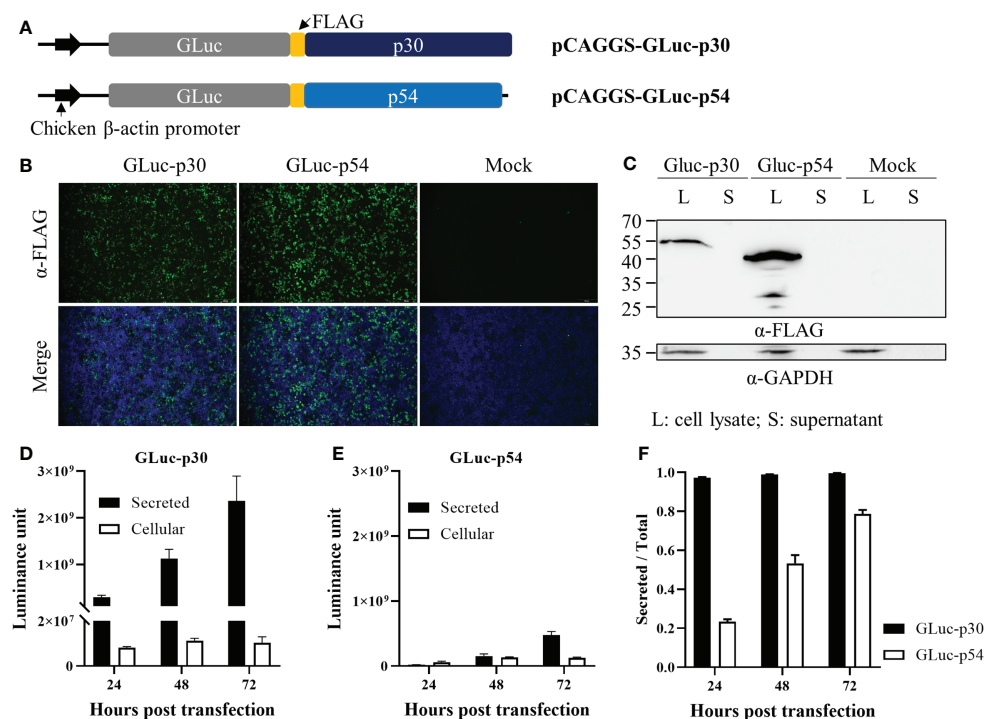 A
FLAG
GLuc p30 pCAGGS-GLuc-p30
GLuc p54 pCAGGS-GLuc-p54
Chicken β-actin promoter
B
GLuc-p30 GLuc-p54 Mock
α-FLAG
Merge
C
Gluc-p30 Gluc-p54 Mock
L S L S L S
70
55
40
35
25
α-FLAG
35
α-GAPDH
L: cell lysate; S: supernatant
D
GLuc-p30
Luminance unit
3×10⁹
2×10⁹
1×10⁹
2×10⁷
0
Secreted
Cellular
24 48 72
Hours post transfection
E
GLuc-p54
Luminance unit
3×10⁹
2×10⁹
1×10⁹
0
Secreted
Cellular
24 48 72
Hours post transfection
F
Secreted / Total
1.0
0.8
0.6
0.4
0.2
0.0
24 48 72
Hours post transfection
GLuc-p30
GLuc-p54